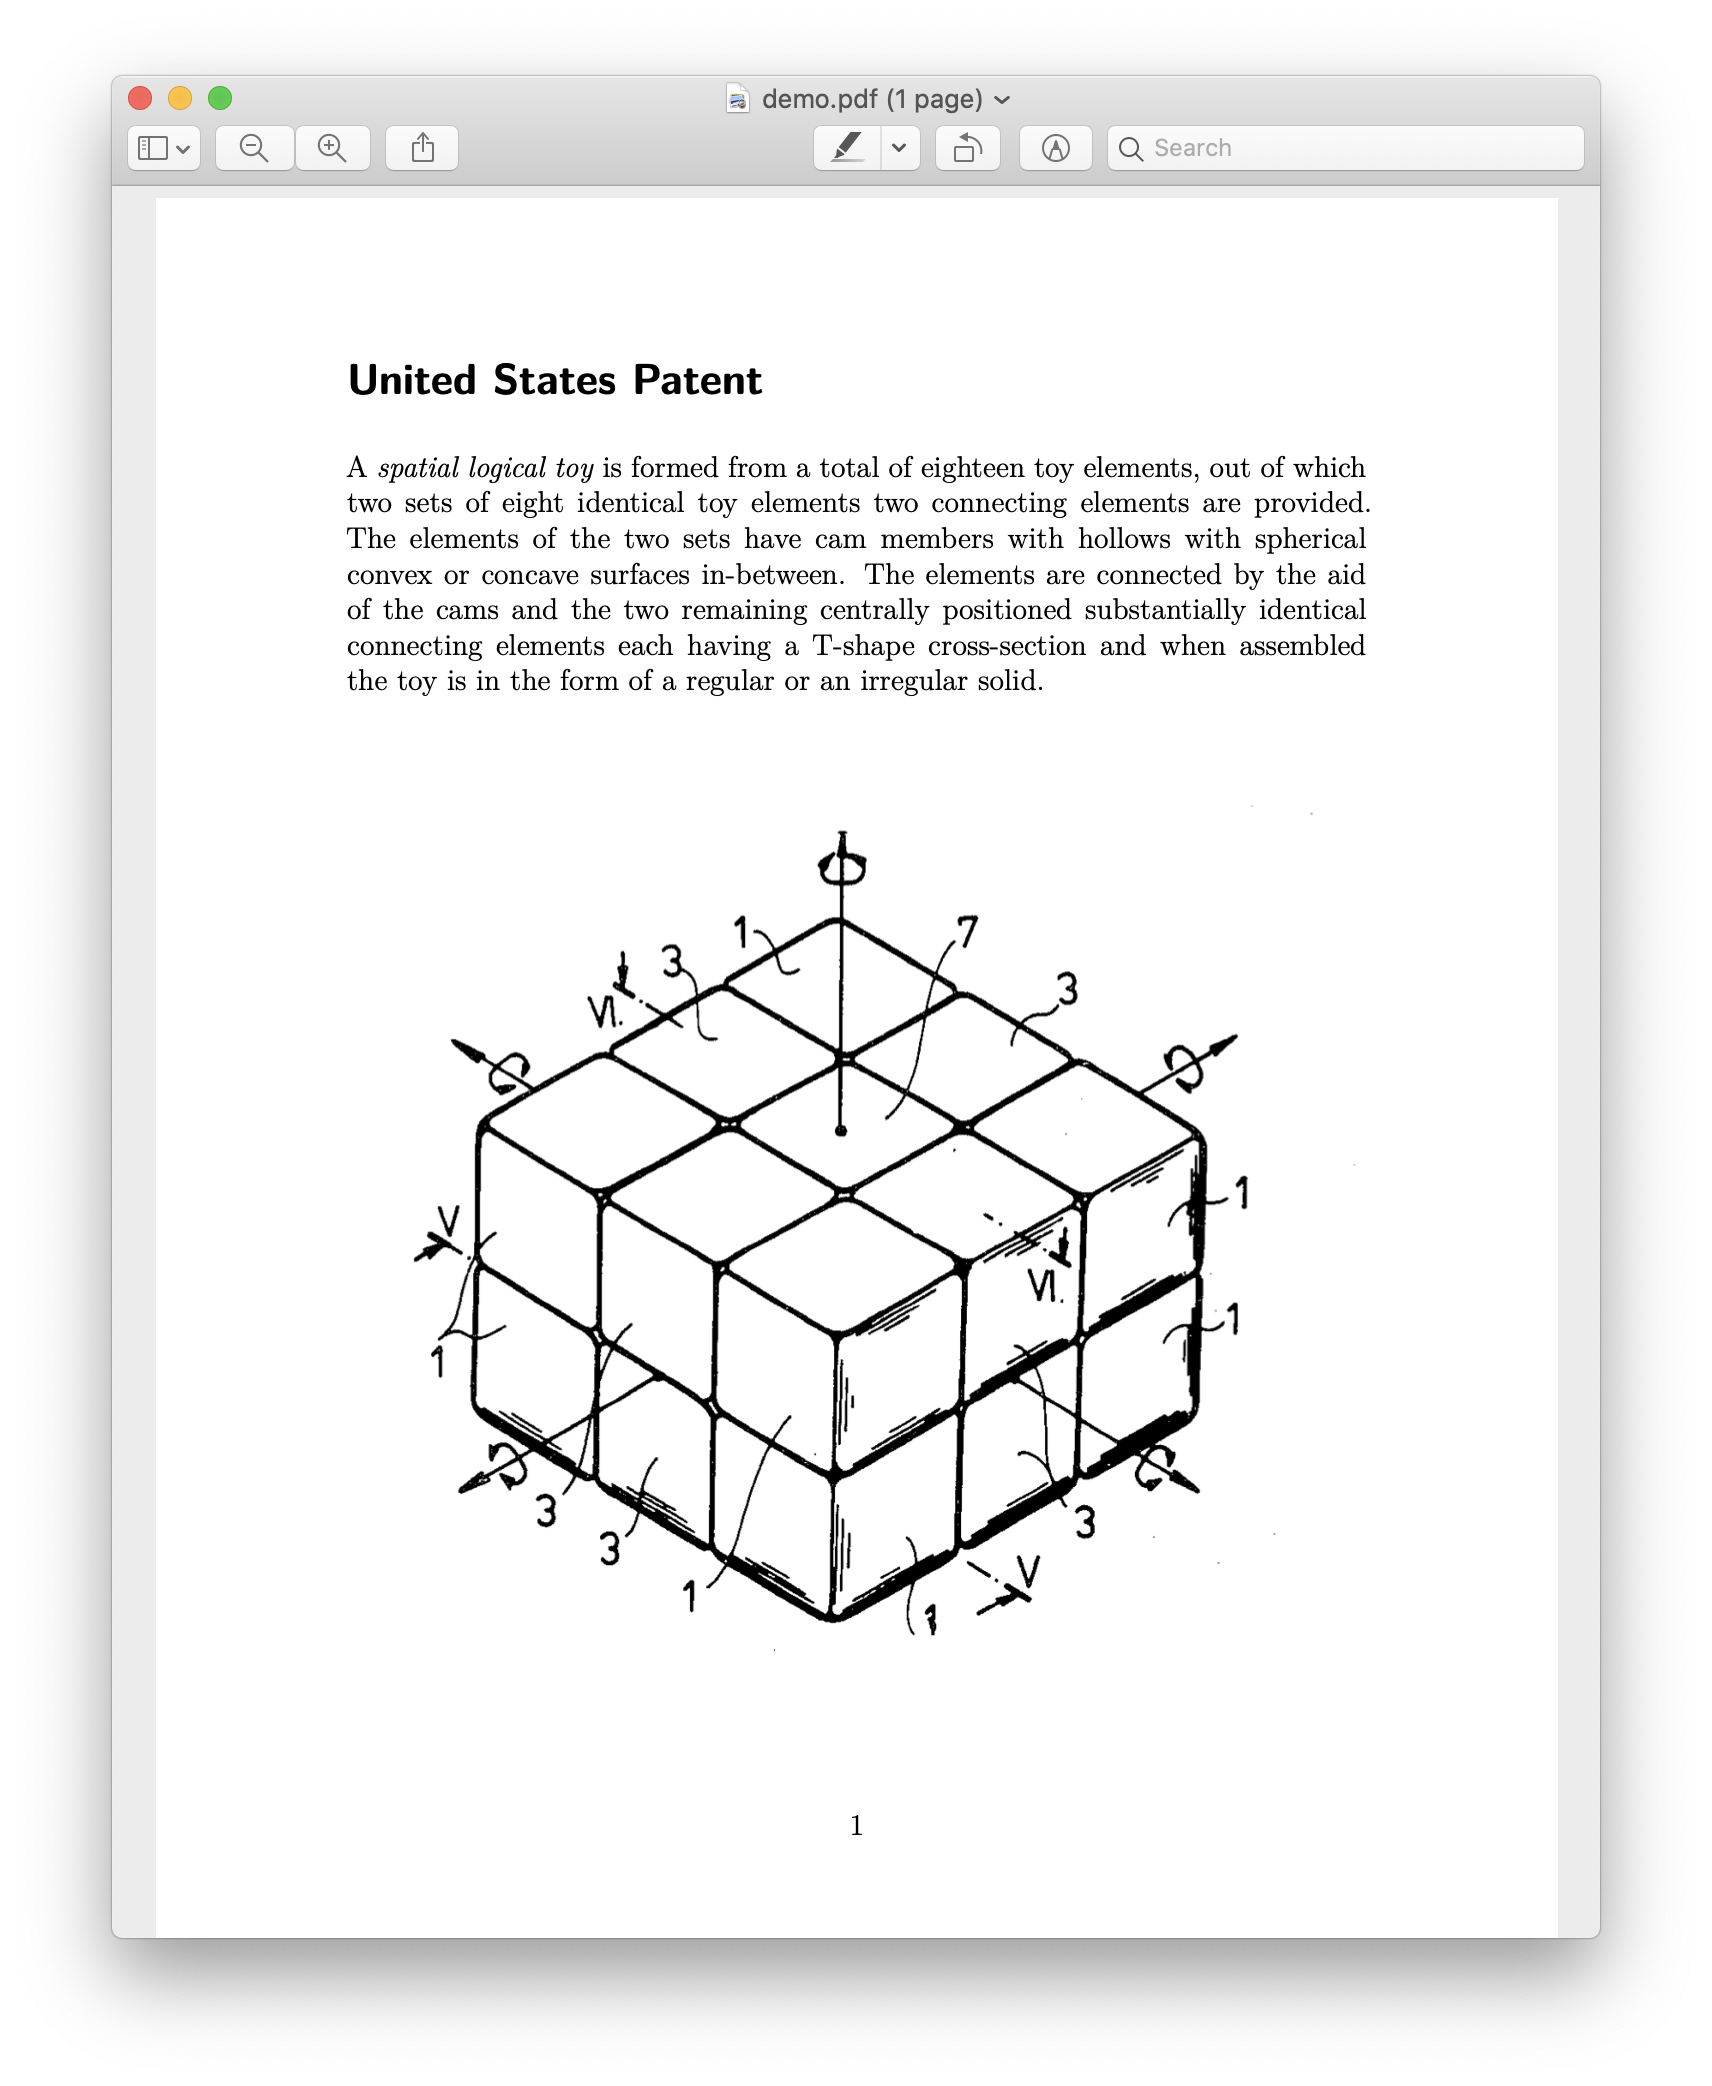 demo.pdf (1 page)
Search
United States Patent
A spatial logical toy is formed from a total of eighteen toy elements, out of which
two sets of eight identical toy elements two connecting elements are provided.
The elements of the two sets have cam members with hollows with spherical
convex or concave surfaces in-between. The elements are connected by the aid
of the cams and the two remaining centrally positioned substantially identical
connecting elements each having a T-shape cross-section and when assembled
the toy is in the form of a regular or an irregular solid.
1
7
3
3
VI.
1
V
VI.
1
1
3
3
3
1
V
1
1